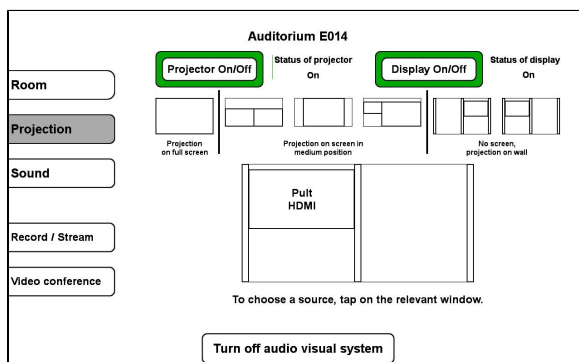 Auditorium E014
Projector On/Off
Status of projector
On
Display On/Off
Status of display
On
Room
Projection
Sound
Record / Stream
Video conference
Projection
on full screen
Projection on screen in
medium position
No screen,
projection on wall
Pult
HDMI
To choose a source, tap on the relevant window.
Turn off audio visual system